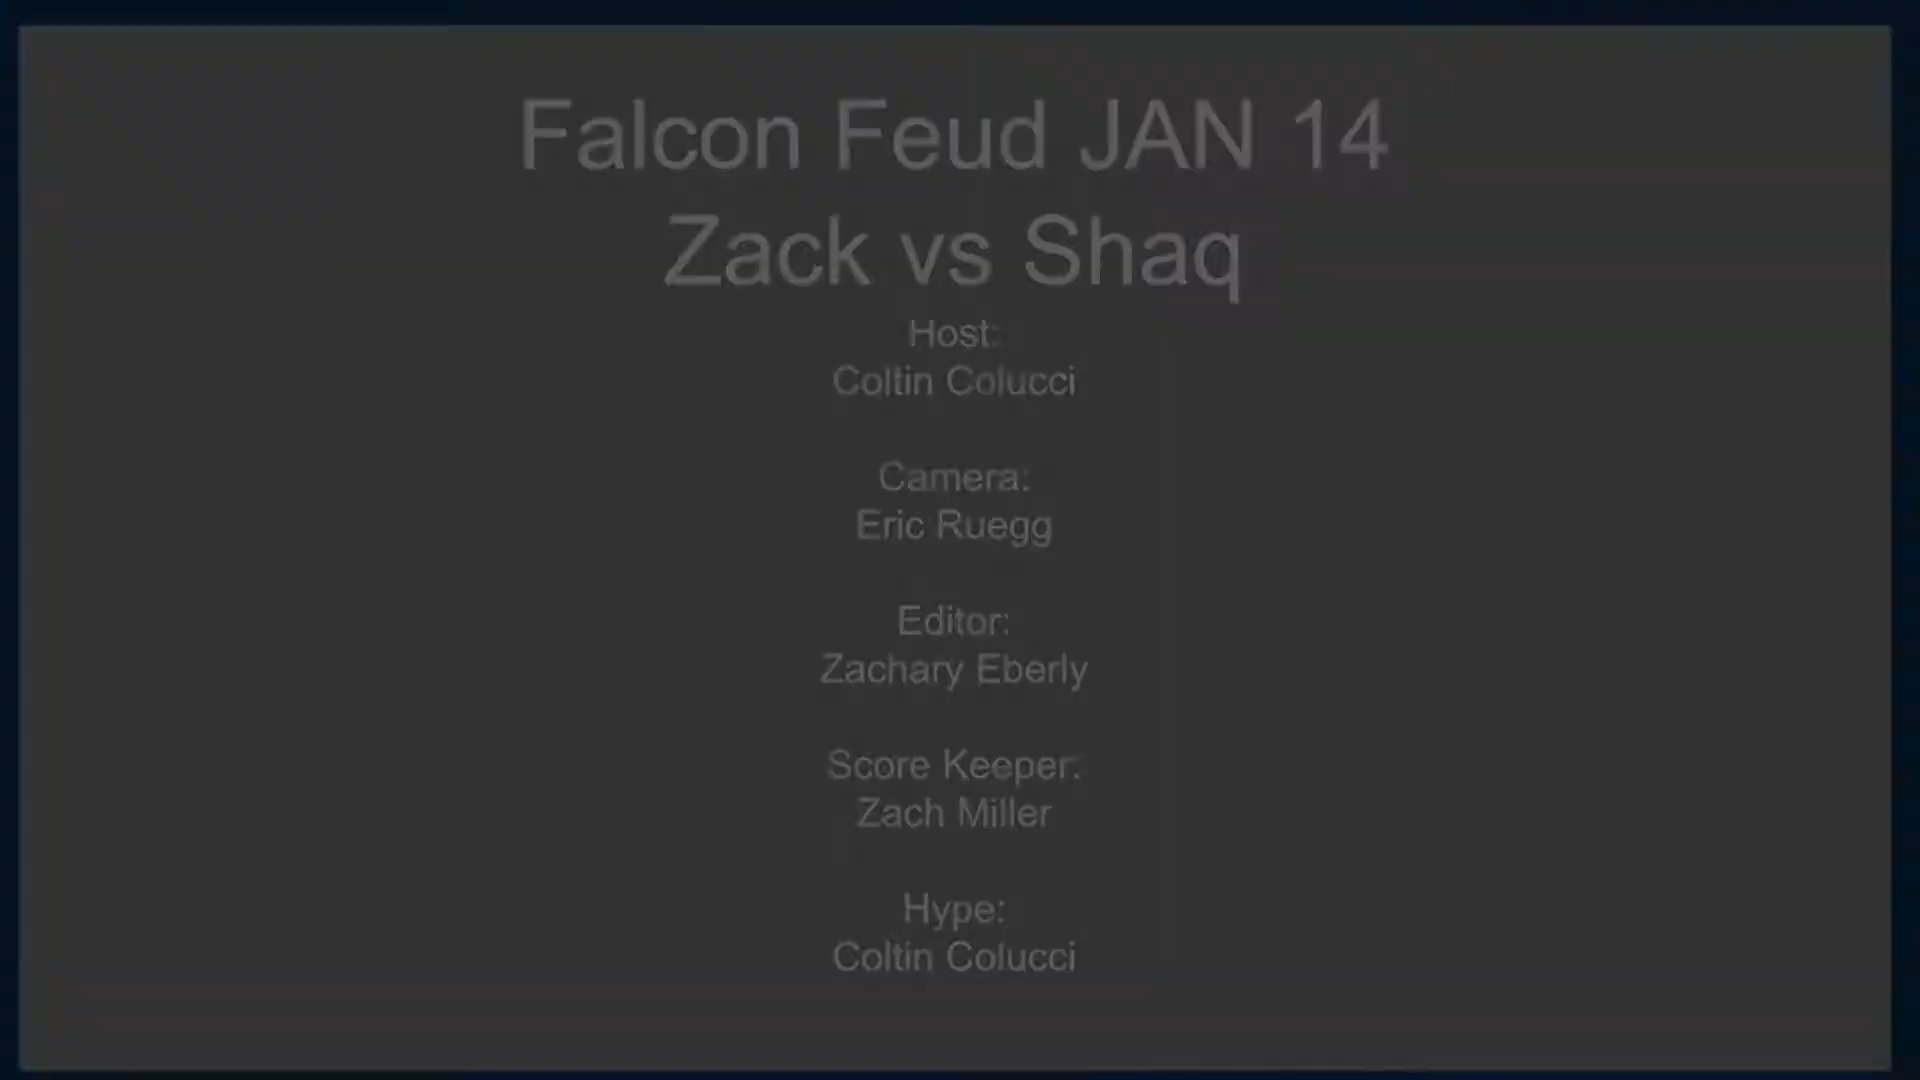 Falcon Feud JAN 14
Zack vs Shaq
Host:
Coltin Colucci
Camera:
Eric Ruegg
Editor:
Zachary Eberly
Score Keeper:
Zach Miller
Hype:
Coltin Colucci